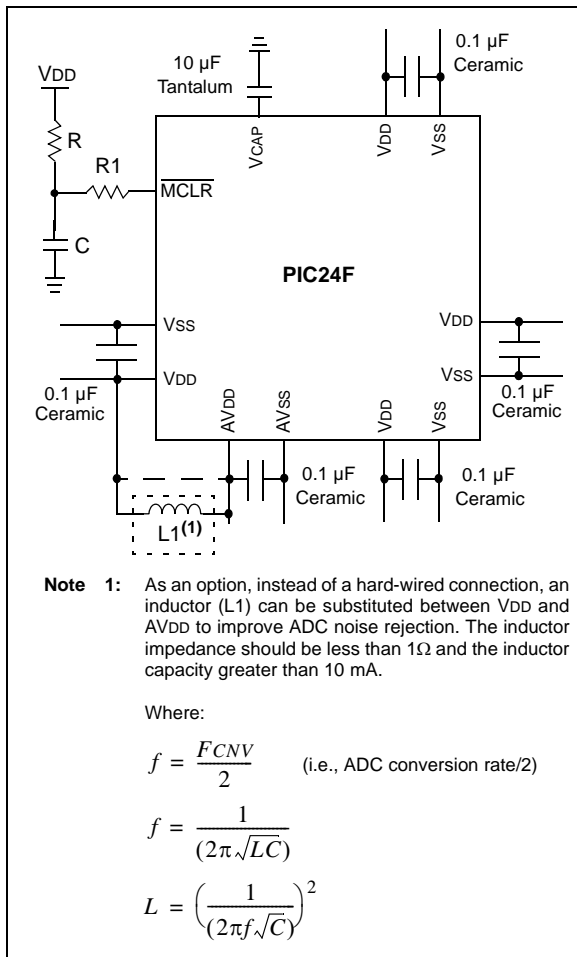 0.1 µF
Ceramic
10 µF
Tantalum
VDD
R
R1
C
VCAP
VDD
VSS
MCLR
PIC24F
VSS
VDD
VDD
VSS
0.1 µF
Ceramic
0.1 µF
Ceramic
AVDD
AVSS
VDD
VSS
0.1 µF
Ceramic
0.1 µF
Ceramic
L1(1)
Note 1: As an option, instead of a hard-wired connection, an
inductor (L1) can be substituted between VDD and
AVDD to improve ADC noise rejection. The inductor
impedance should be less than 1Ω and the inductor
capacity greater than 10 mA.
Where:
f = FCNV / 2 (i.e., ADC conversion rate/2)
f = 1 / (2π√LC)
L = (1 / (2πf√C))²